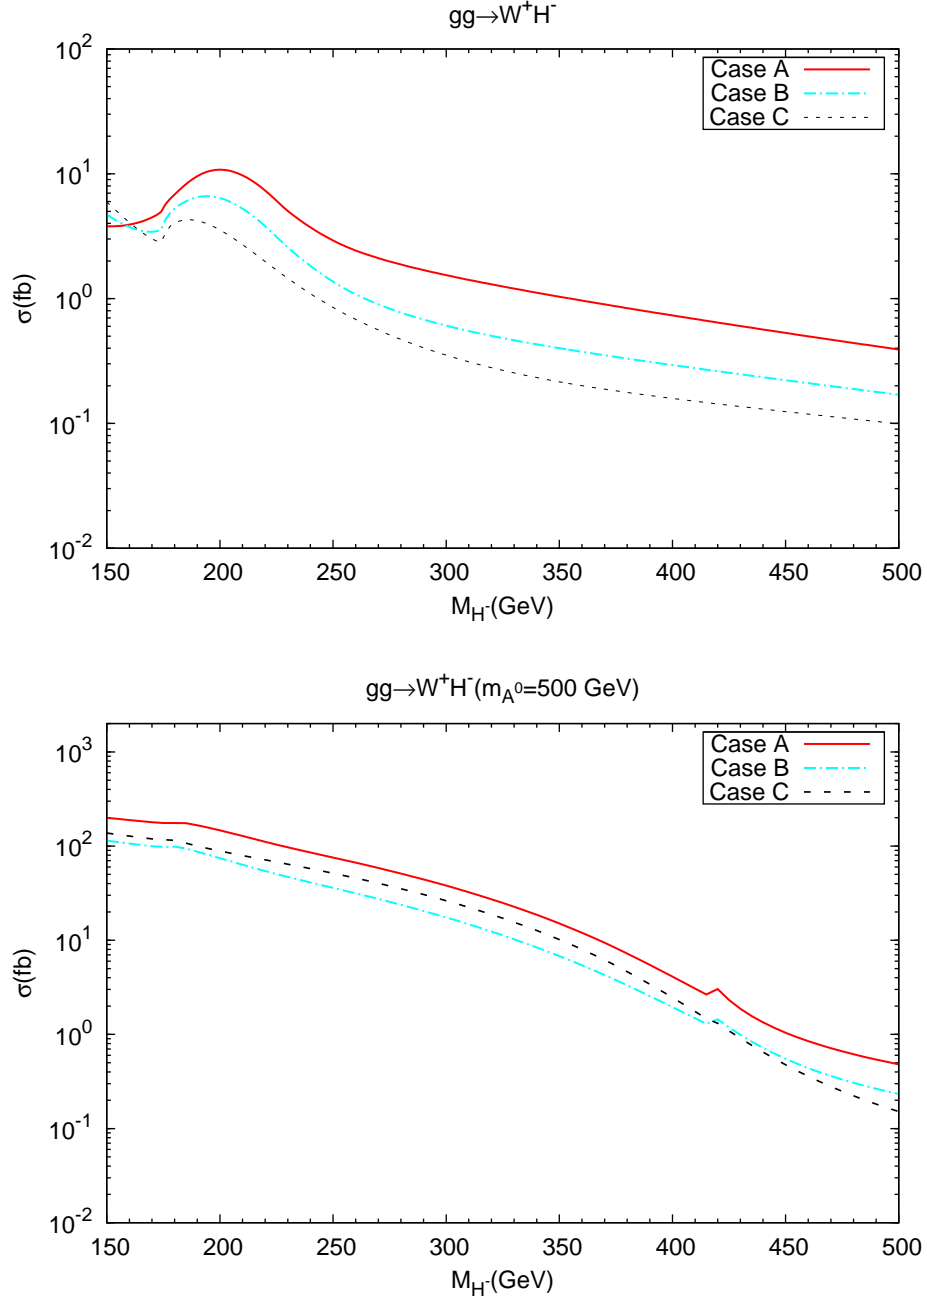 gg→W⁺H⁻
10²
10¹
10⁰
10⁻¹
10⁻²
σ(fb)
Case A
Case B
Case C
150 200 250 300 350 400 450 500
M_H⁻(GeV)
gg→W⁺H⁻(m_A⁰=500 GeV)
10³
10²
10¹
10⁰
10⁻¹
10⁻²
σ(fb)
Case A
Case B
Case C
150 200 250 300 350 400 450 500
M_H⁻(GeV)